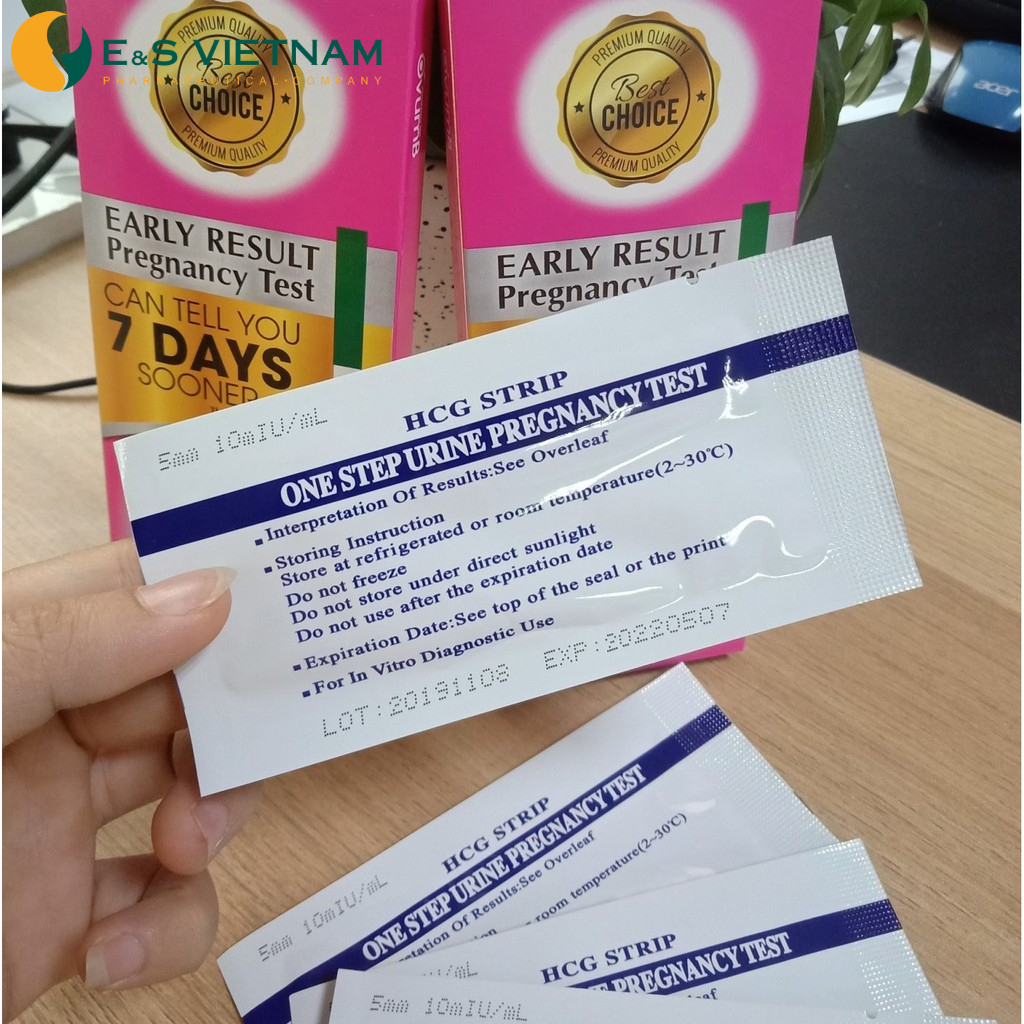 E&S VIETNAM
PHARMACEUTICAL COMPANY
PREMIUM QUALITY
Best
CHOICE
PREMIUM QUALITY
EARLY RESULT
Pregnancy Test
CAN TELL YOU
7 DAYS
SOONER
PREMIUM QUALITY
Best
CHOICE
PREMIUM QUALITY
EARLY RESULT
Pregnancy Test
acer
5mm 10mIU/mL
HCG STRIP
ONE STEP URINE PREGNANCY TEST
Interpretation Of Results:See Overleaf
Storing Instruction
Store at refrigerated or room temperature(2~30℃)
Do not freeze
Do not store under direct sunlight
Do not use after the expiration date
Expiration Date:See top of the seal or the print
For In Vitro Diagnostic Use
LOT:20191108 EXP:20220507
5mm 10mIU/mL
HCG STRIP
ONE STEP URINE PREGNANCY TEST
Of Results:See Overleaf
room temperature(2~30℃)
HCG STRIP
PREGNANCY TEST
5mm 10mIU/mL